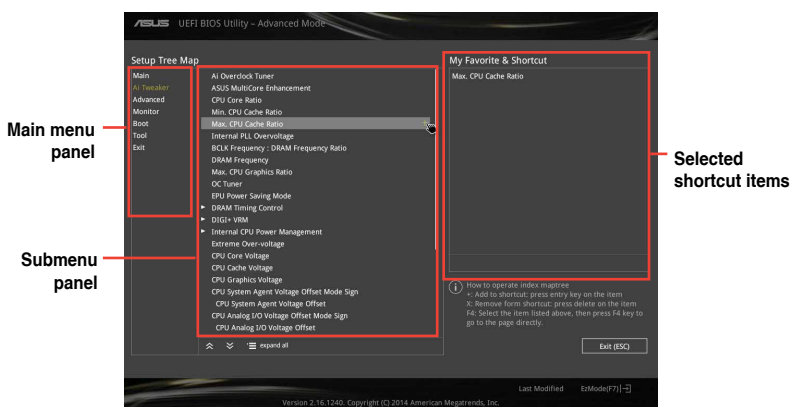 ASUS UEFI BIOS Utility – Advanced Mode
Setup Tree Map
Main
Ai Tweaker
Advanced
Monitor
Boot
Tool
Exit
Ai Overclock Tuner
ASUS MultiCore Enhancement
CPU Core Ratio
Min. CPU Cache Ratio
Max. CPU Cache Ratio
Internal PLL Overvoltage
BCLK Frequency : DRAM Frequency Ratio
DRAM Frequency
Max. CPU Graphics Ratio
OC Tuner
EPU Power Saving Mode
DRAM Timing Control
DIGI+ VRM
Internal CPU Power Management
Extreme Over-voltage
CPU Core Voltage
CPU Cache Voltage
CPU Graphics Voltage
CPU System Agent Voltage Offset Mode Sign
CPU System Agent Voltage Offset
CPU Analog I/O Voltage Offset Mode Sign
CPU Analog I/O Voltage Offset
expand all
My Favorite & Shortcut
Max. CPU Cache Ratio
How to operate index maptree
+: Add to shortcut: press entry key on the item
X: Remove form shortcut: press delete on the item
F4: Select the item listed above, then press F4 key to
go to the page directly.
Exit (ESC)
Last Modified
EzMode(F7)
Version 2.16.1240. Copyright (C) 2014 American Megatrends, Inc.
Main menu
panel
Submenu
panel
Selected
shortcut items